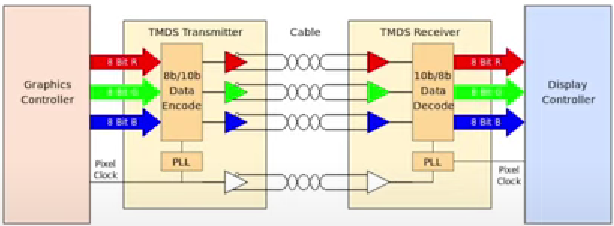 TMDS Transmitter
Cable
TMDS Receiver
Graphics
Controller
8 Bit R
8 Bit G
8 Bit B
8b/10b
Data
Encode
PLL
Pixel
Clock
10b/8b
Data
Decode
PLL
8 Bit R
8 Bit G
8 Bit B
Pixel
Clock
Display
Controller